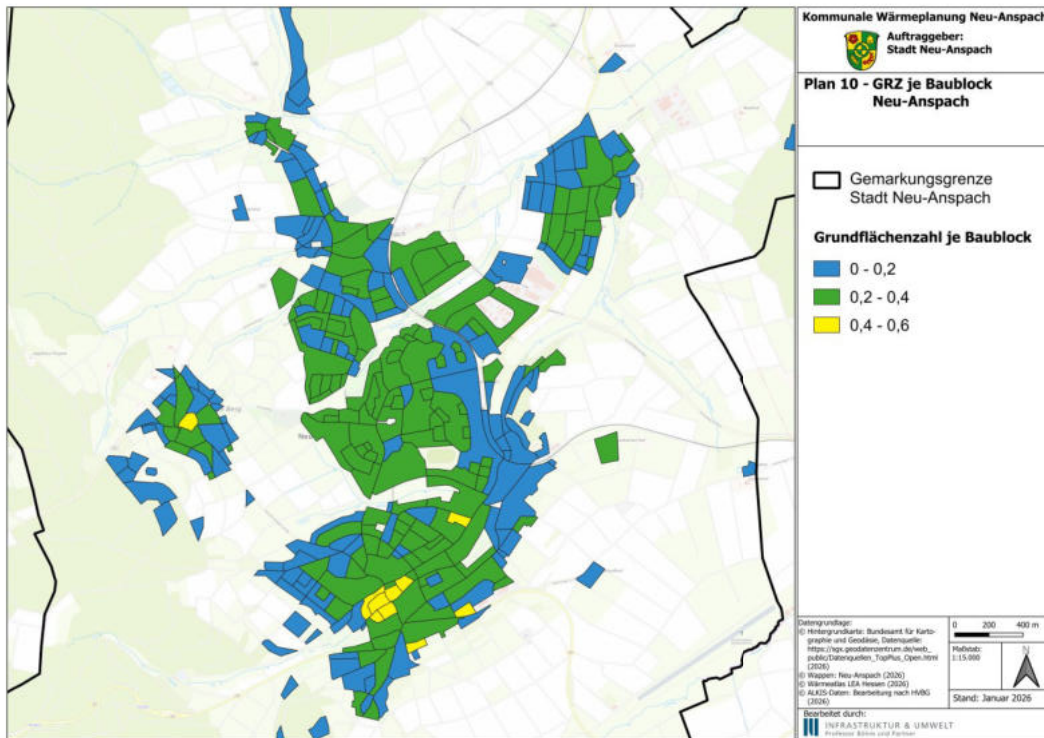 Kommunale Wärmeplanung Neu-Anspach
Auftraggeber:
Stadt Neu-Anspach
Plan 10 - GRZ je Baublock
Neu-Anspach
Gemarkungsgrenze
Stadt Neu-Anspach
Grundflächenzahl je Baublock
0 - 0,2
0,2 - 0,4
0,4 - 0,6
Datengrundlage:
© Hintergrundkarte: Bundesamt für Karto-
graphie und Geodäsie, Datenquelle:
https://sgx.geodatenzentrum.de/web_
public/Datenquellen_TopPlus_Open.html
(2026)
© Wappen: Neu-Anspach (2026)
© Wärmeatlas LEA Hessen (2026)
© ALKIS-Daten: Bearbeitung nach HVBG
(2026)
0 200 400 m
Maßstab:
1:15.000
N
Stand: Januar 2026
Bearbeitet durch:
INFRASTRUKTUR & UMWELT
Professor Böhm und Partner